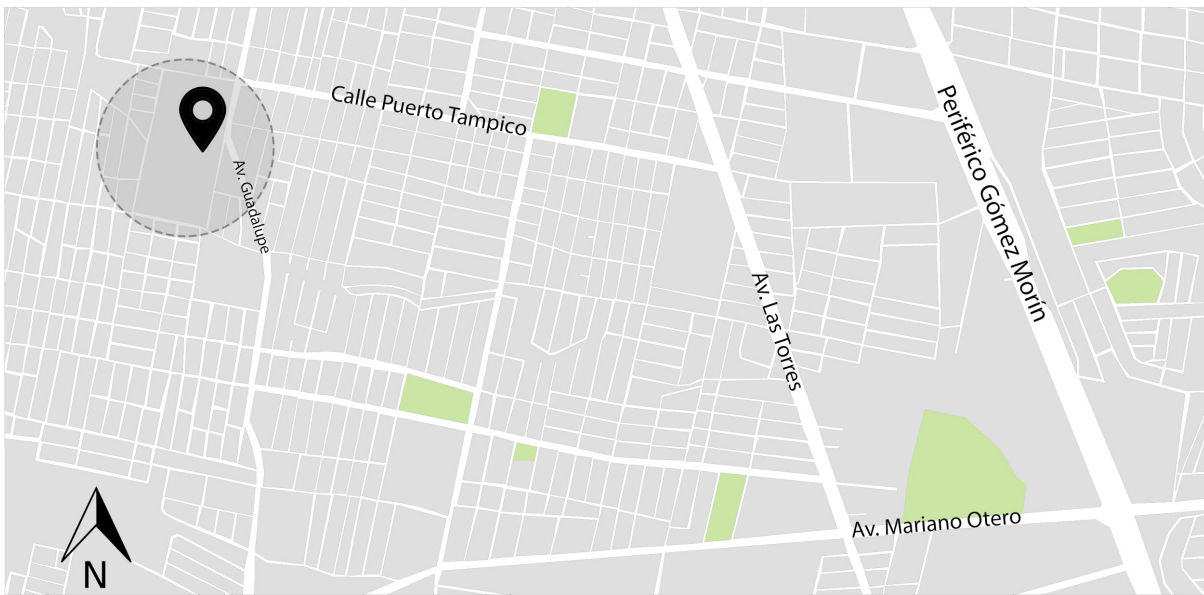 Calle Puerto Tampico
Periférico Gómez Morín
Av. Guadalupe
Av. Las Torres
Av. Mariano Otero
N